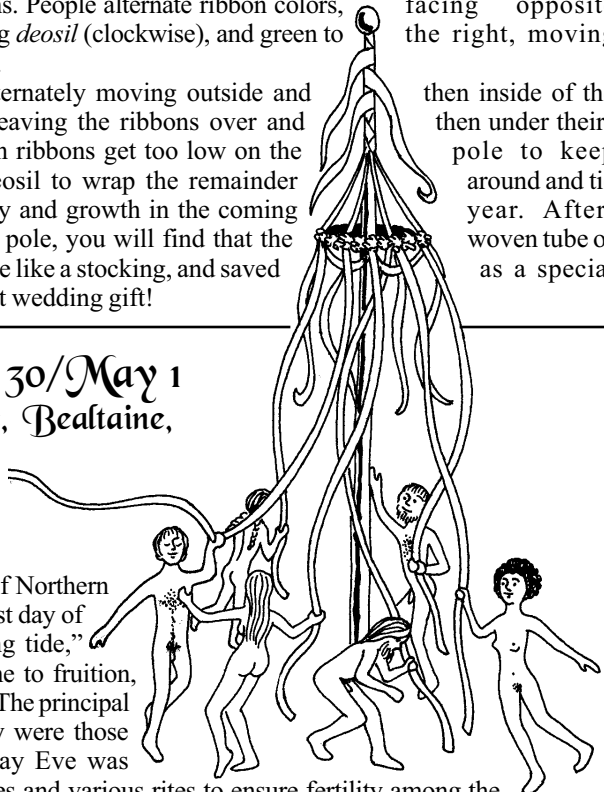 ns. People alternate ribbon colors,
g deosil (clockwise), and green to
ternately moving outside and
eaving the ribbons over and
n ribbons get too low on the
eosil to wrap the remainder
y and growth in the coming
pole, you will find that the
e like a stocking, and saved
t wedding gift!
facing opposit
the right, moving
then inside of th
then under their
pole to keep
around and ti
year. After
woven tube o
as a specia
30/May 1
, Bealtaine,
of Northern
st day of
ng tide,”
me to fruition,
The principal
y were those
ay Eve was
es and various rites to ensure fertility among the